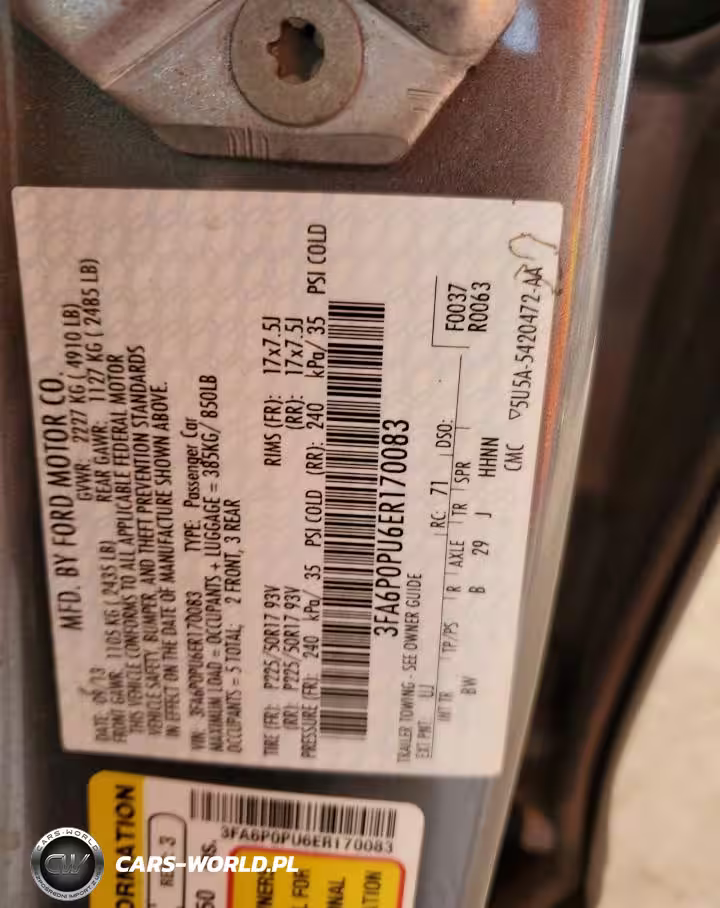 MFD. BY FORD MOTOR CO.
DATE: 09/13 GVWR: 2227 KG ( 4910 LB)
FRONT GAWR: 1105 KG ( 2435 LB) REAR GAWR: 1127 KG ( 2485 LB)
THIS VEHICLE CONFORMS TO ALL APPLICABLE FEDERAL MOTOR
VEHICLE SAFETY, BUMPER, AND THEFT PREVENTION STANDARDS
IN EFFECT ON THE DATE OF MANUFACTURE SHOWN ABOVE.
VIN: 3FA6P0PU6ER170083 TYPE: Passenger Car
MAXIMUM LOAD = OCCUPANTS + LUGGAGE = 385KG/ 850LB
OCCUPANTS = 5 TOTAL; 2 FRONT, 3 REAR
TIRE (FR): P225/50R17 93V RIMS (FR): 17x7.5J
(RR): P225/50R17 93V (RR): 17x7.5J
PRESSURE (FR): 240 kPa/ 35 PSI COLD (RR): 240 kPa/ 35 PSI COLD
3FA6P0PU6ER170083
TRAILER TOWING - SEE OWNER GUIDE
F0037
R0063
EXT PNT: UJ RC: 71 DSO:
INT TR TP/PS R AXLE TR SPR
BW B 29 J HHNN
CMC ▽5U5A-5420472-AA
ORMATION
REV. 3
3FA6P0PU6ER170083
CARS-WORLD
CW
CARS-WORLD.PL